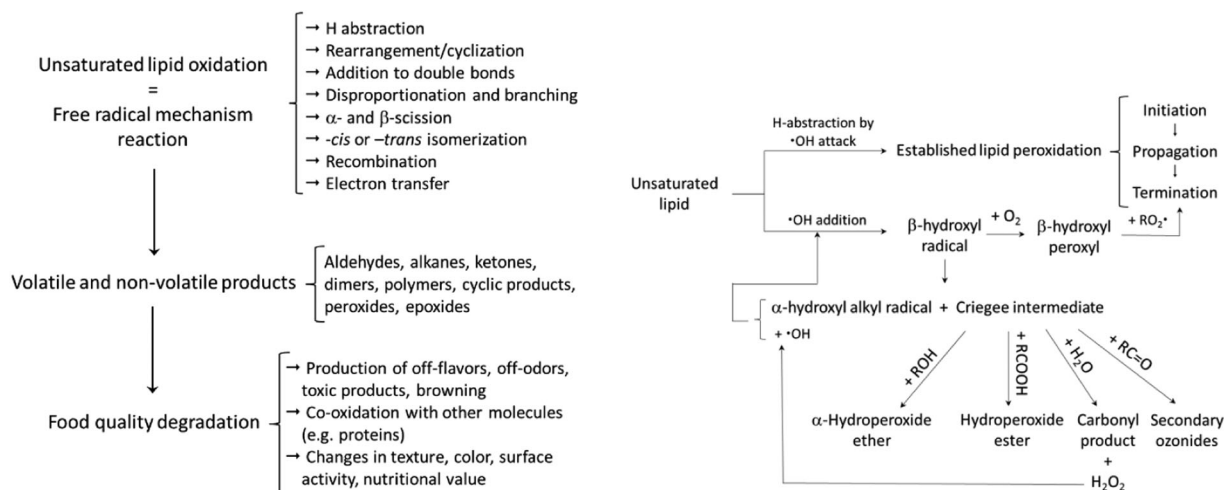 Unsaturated lipid oxidation
=
Free radical mechanism
reaction
→ H abstraction
→ Rearrangement/cyclization
→ Addition to double bonds
→ Disproportionation and branching
→ α- and β-scission
→ -cis or –trans isomerization
→ Recombination
→ Electron transfer
Volatile and non-volatile products
Aldehydes, alkanes, ketones,
dimers, polymers, cyclic products,
peroxides, epoxides
Food quality degradation
→ Production of off-flavors, off-odors,
toxic products, browning
→ Co-oxidation with other molecules
(e.g. proteins)
→ Changes in texture, color, surface
activity, nutritional value
Unsaturated
lipid
H-abstraction by
•OH attack
Established lipid peroxidation
Initiation
Propagation
Termination
•OH addition
β-hydroxyl
radical
+ O₂
β-hydroxyl
peroxyl
+ RO₂•
α-hydroxyl alkyl radical + Criegee intermediate
+ •OH
+ ROH
+ RCOOH
+ H₂O
+ RC=O
α-Hydroperoxide
ether
Hydroperoxide
ester
Carbonyl
product
+
H₂O₂
Secondary
ozonides